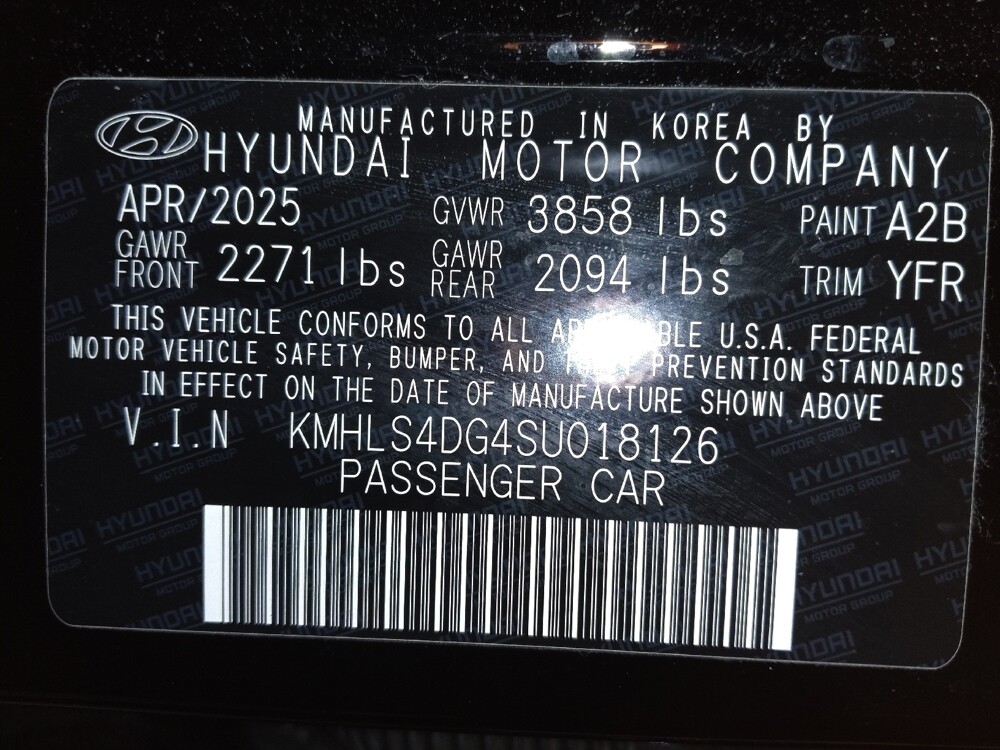 MANUFACTURED IN KOREA BY
HYUNDAI MOTOR COMPANY
APR/2025 GVWR 3858 lbs PAINT A2B
GAWR FRONT 2271 lbs GAWR REAR 2094 lbs TRIM YFR
THIS VEHICLE CONFORMS TO ALL U.S.A. FEDERAL
MOTOR VEHICLE SAFETY, BUMPER, AND PREVENTION STANDARDS
IN EFFECT ON THE DATE OF MANUFACTURE SHOWN ABOVE
V.I.N KMHLS4DG4SU018126
PASSENGER CAR